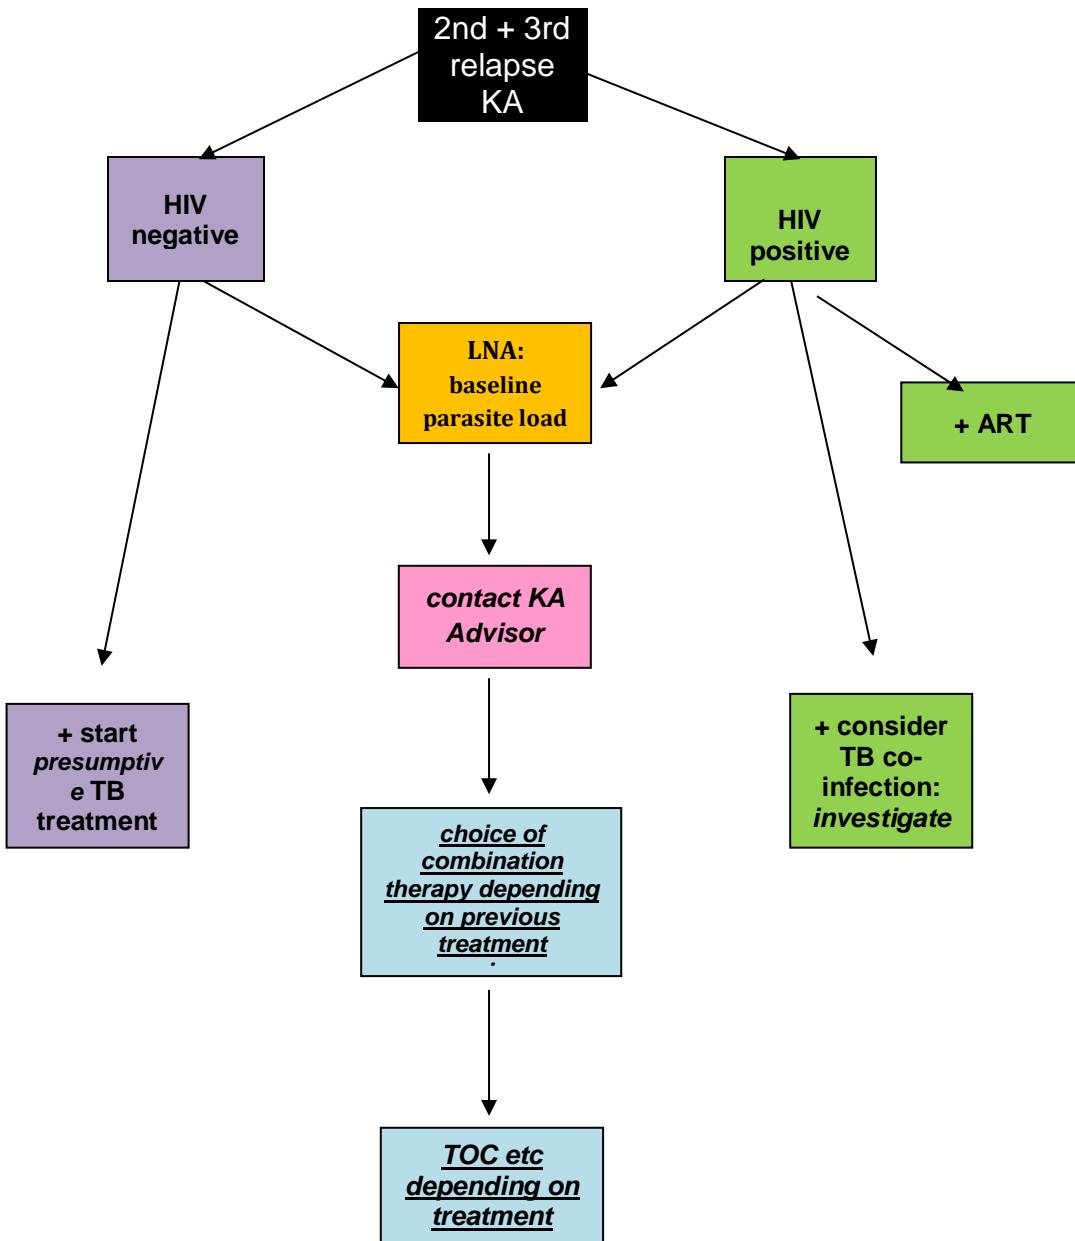 2nd + 3rd
relapse
KA
HIV
negative
HIV
positive
LNA:
baseline
parasite load
+ ART
contact KA
Advisor
+ start
presumptiv
e TB
treatment
+ consider
TB co-
infection:
investigate
choice of
combination
therapy depending
on previous
treatment
TOC etc
depending on
treatment